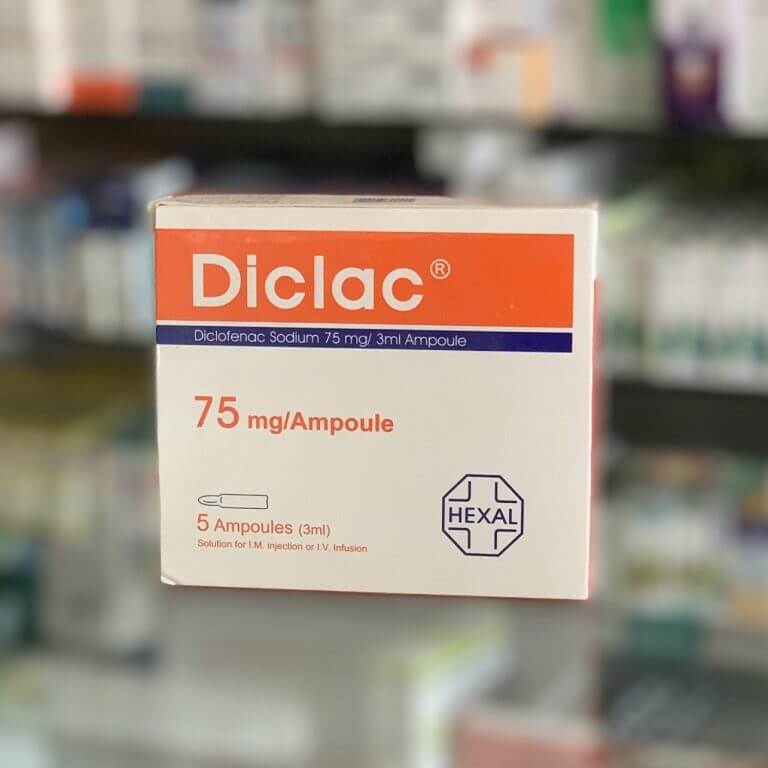 Diclac®
Diclofenac Sodium 75 mg/ 3ml Ampoule
75 mg/Ampoule
HEXAL
5 Ampoules (3ml)
Solution for I.M. injection or I.V. Infusion